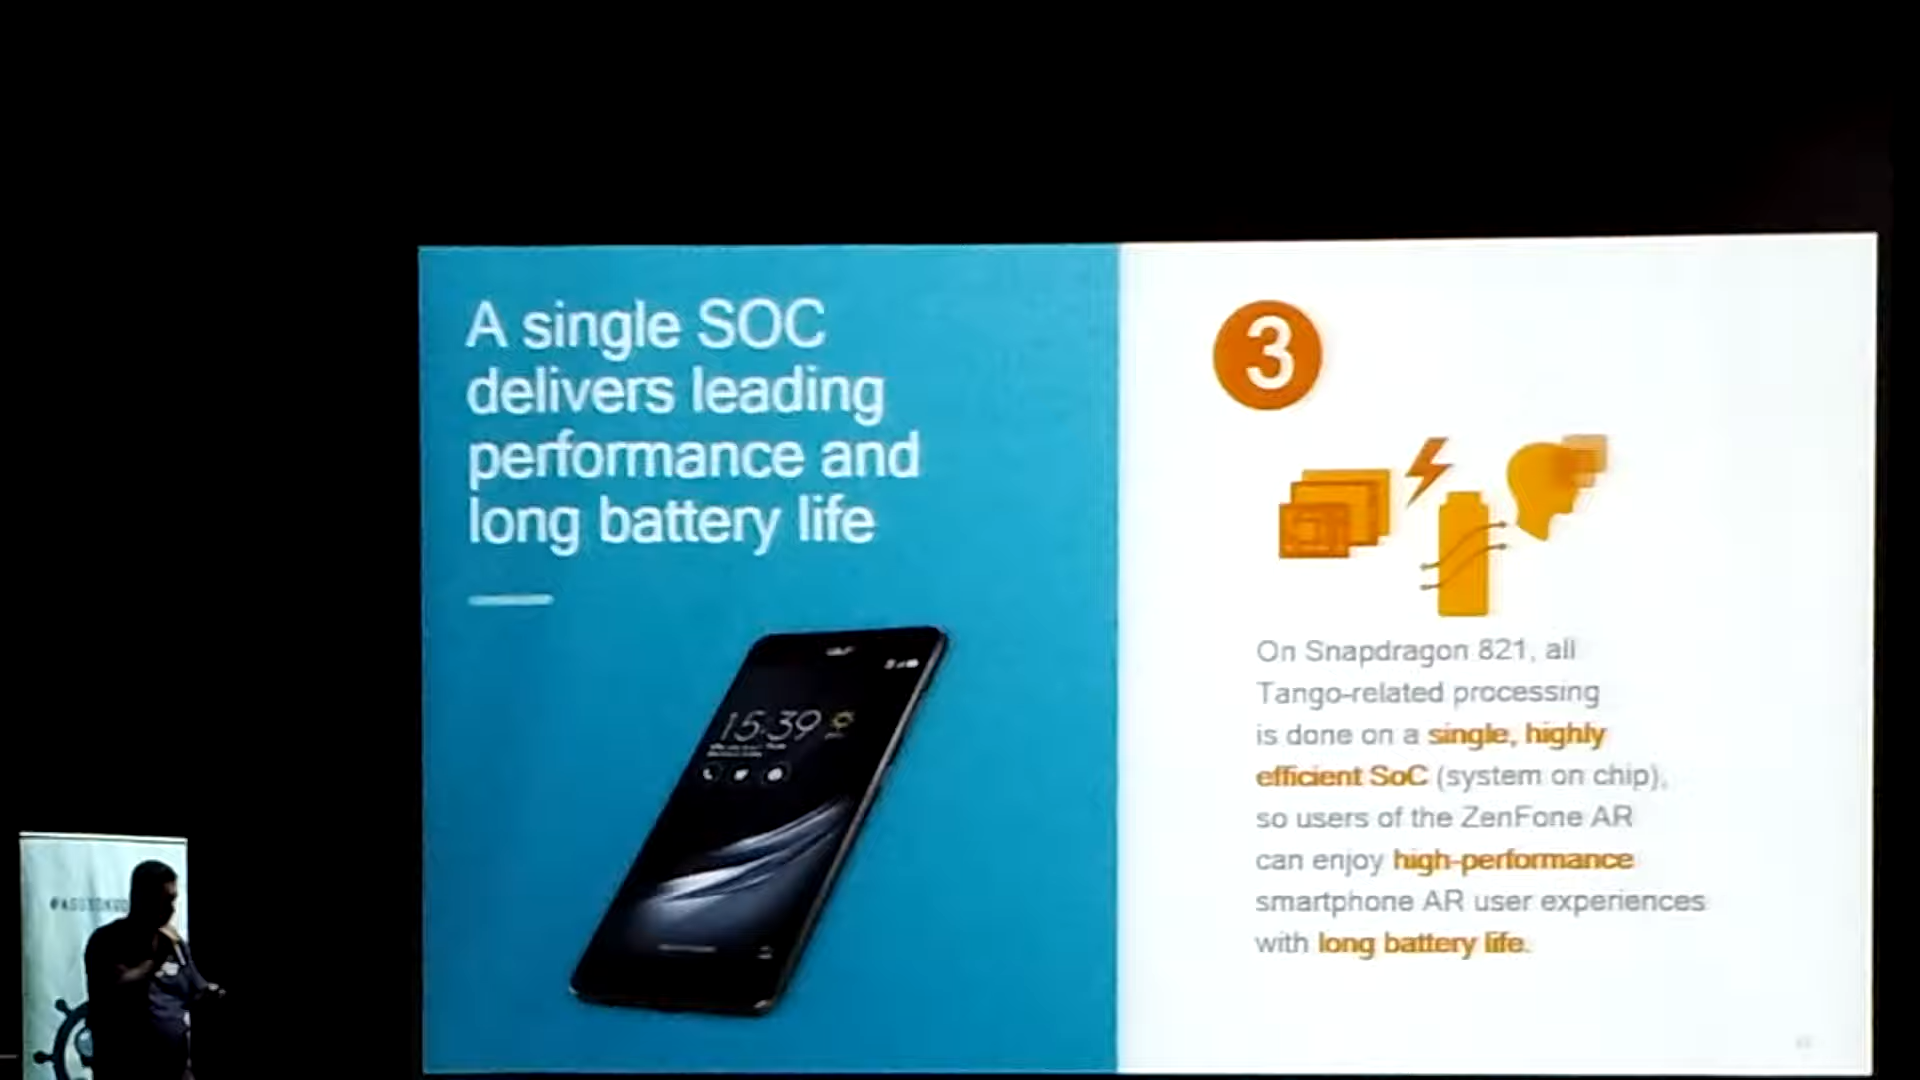 A single SOC
delivers leading
performance and
long battery life
15:39
3
On Snapdragon 821, all
Tango-related processing
is done on a single, highly
efficient SoC (system on chip),
so users of the ZenFone AR
can enjoy high-performance
smartphone AR user experiences
with long battery life.